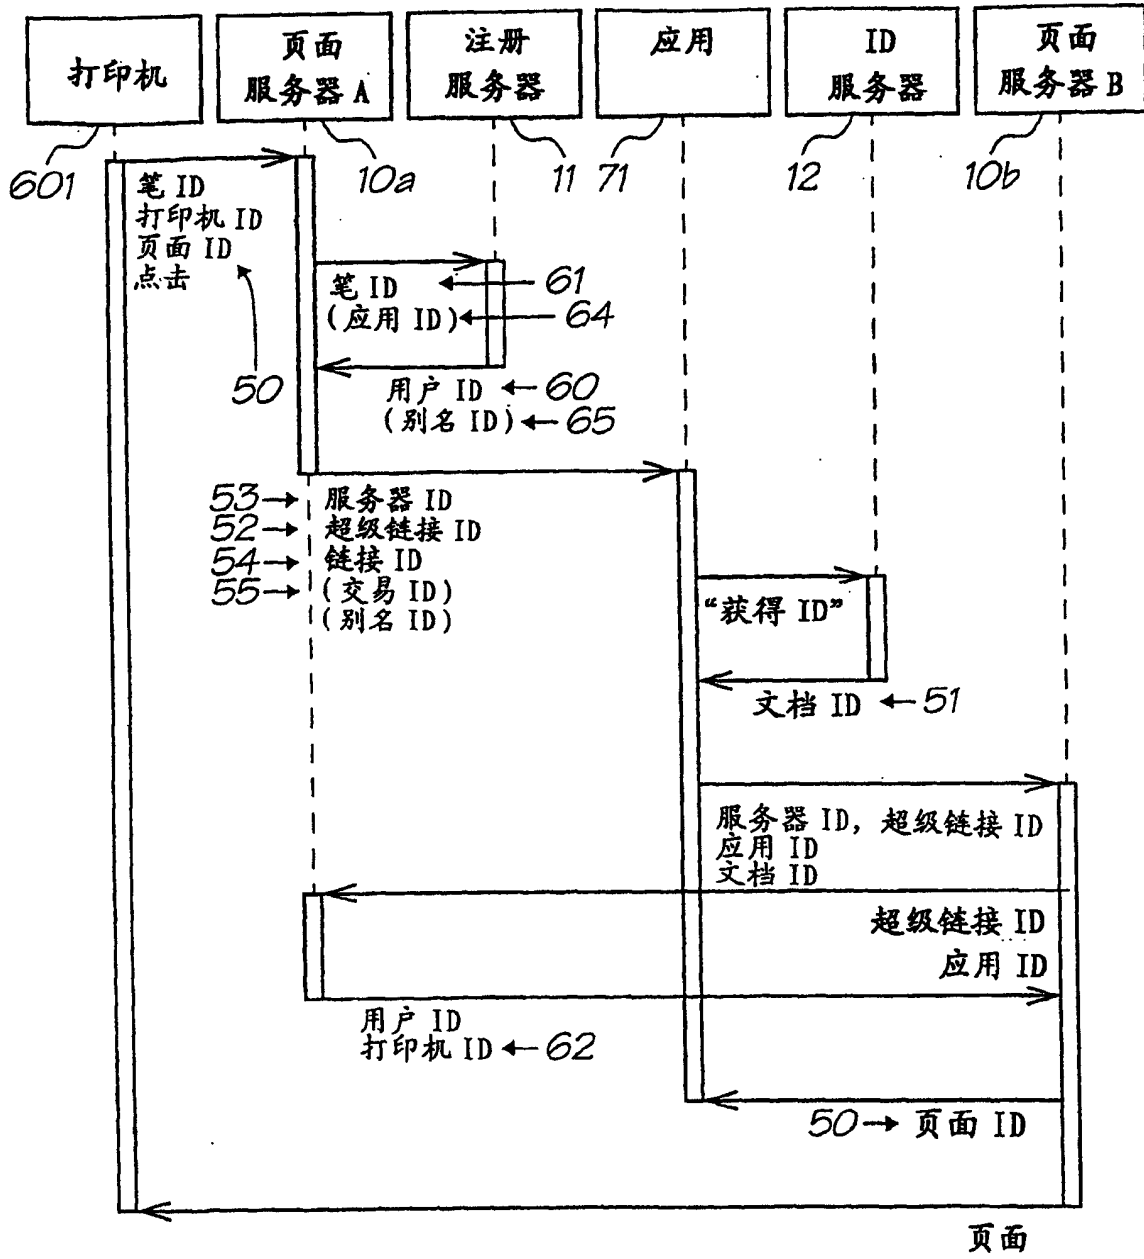 打印机
页面
服务器 A
注册
服务器
应用
ID
服务器
页面
服务器 B
601
10a
11
71
12
10b
笔 ID
打印机 ID
页面 ID
点击
50
笔 ID
61
(应用 ID)
64
用户 ID
60
(别名 ID)
65
53
服务器 ID
52
超级链接 ID
54
链接 ID
55
(交易 ID)
(别名 ID)
“获得 ID”
文档 ID
51
服务器 ID, 超级链接 ID
应用 ID
文档 ID
超级链接 ID
应用 ID
用户 ID
打印机 ID
62
50
页面 ID
页面